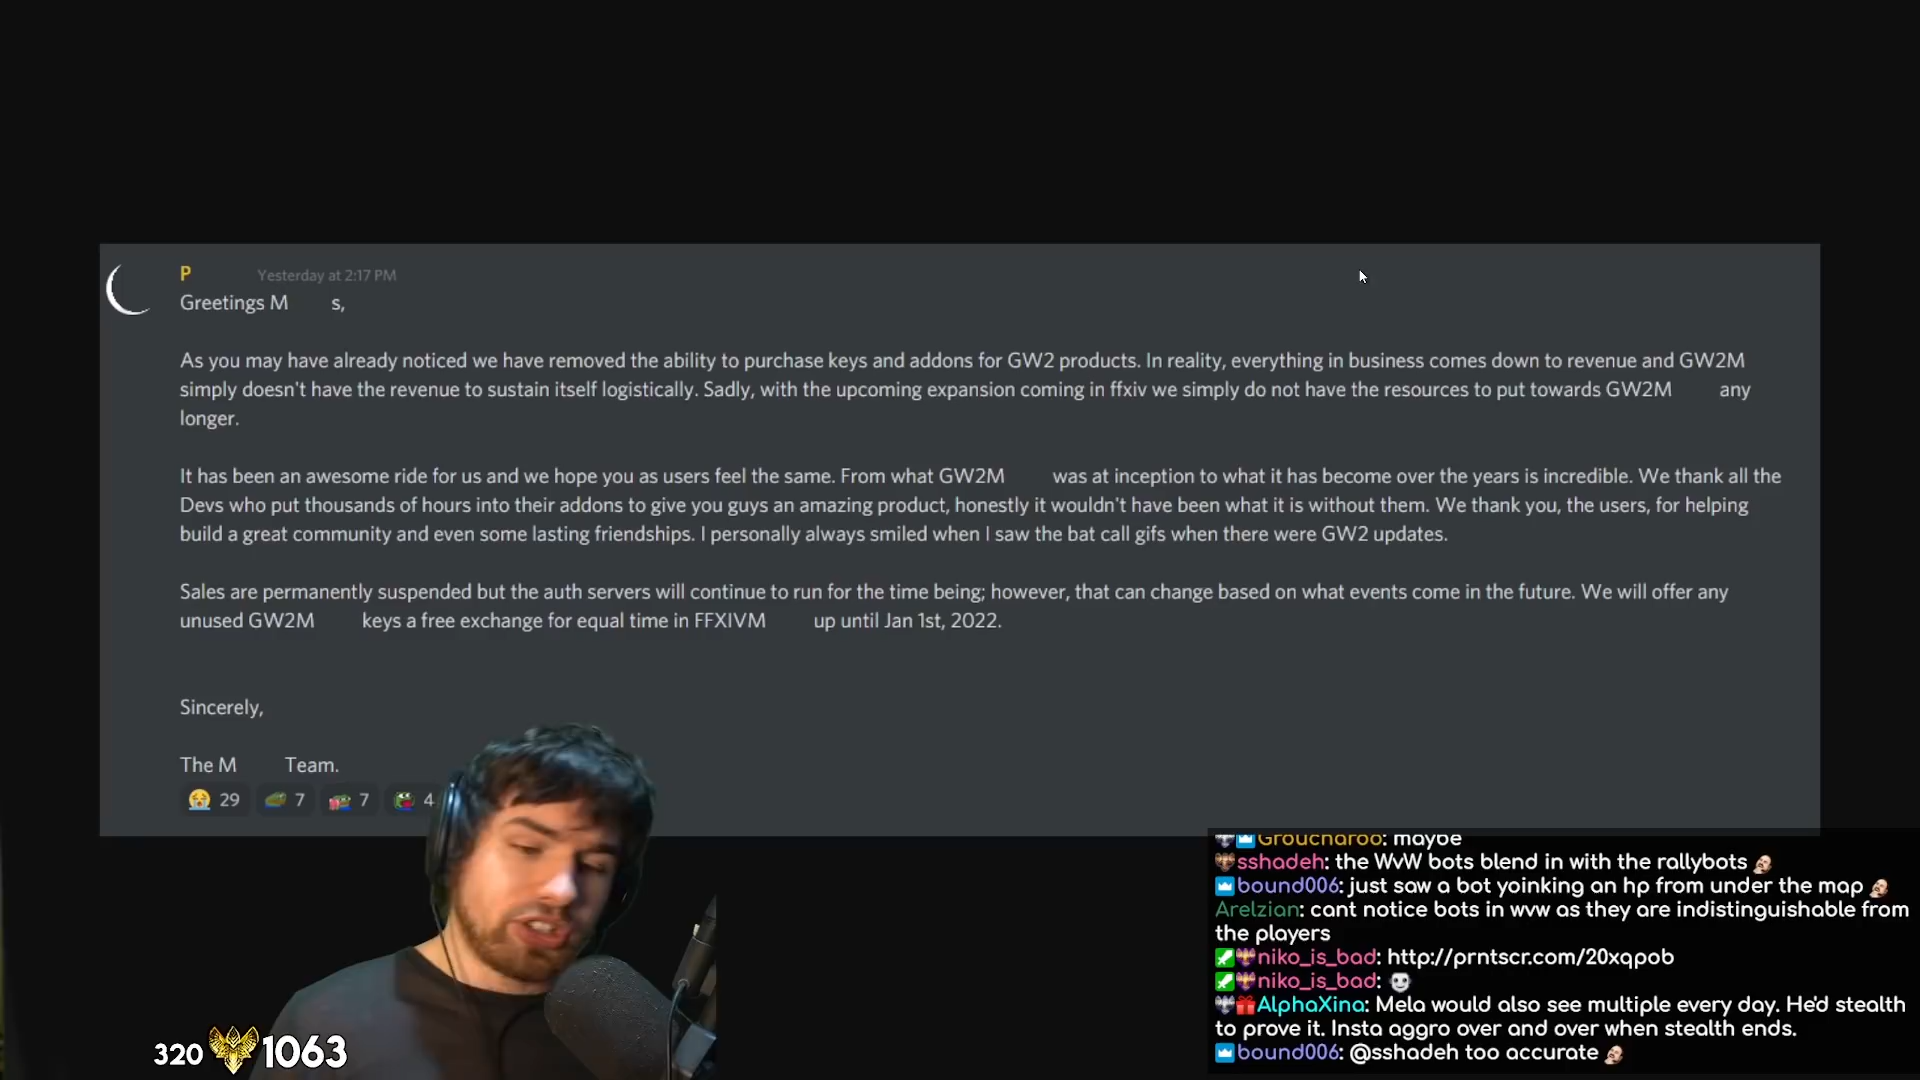 P Yesterday at 2:17 PM
Greetings M s,
As you may have already noticed we have removed the ability to purchase keys and addons for GW2 products. In reality, everything in business comes down to revenue and GW2M
simply doesn't have the revenue to sustain itself logistically. Sadly, with the upcoming expansion coming in ffxiv we simply do not have the resources to put towards GW2M any
longer.
It has been an awesome ride for us and we hope you as users feel the same. From what GW2M was at inception to what it has become over the years is incredible. We thank all the
Devs who put thousands of hours into their addons to give you guys an amazing product, honestly it wouldn't have been what it is without them. We thank you, the users, for helping
build a great community and even some lasting friendships. I personally always smiled when I saw the bat call gifs when there were GW2 updates.
Sales are permanently suspended but the auth servers will continue to run for the time being; however, that can change based on what events come in the future. We will offer any
unused GW2M keys a free exchange for equal time in FFXIVM up until Jan 1st, 2022.
Sincerely,
The M Team.
29 7 7 4
Groucharoo: maybe
sshadeh: the WvW bots blend in with the rallybots
bound006: just saw a bot yoinking an hp from under the map
Arelzian: cant notice bots in wvw as they are indistinguishable from
the players
niko_is_bad: http://prntscr.com/20xqpob
niko_is_bad:
AlphaXina: Mela would also see multiple every day. He'd stealth
to prove it. Insta aggro over and over when stealth ends.
bound006: @sshadeh too accurate
320 1063